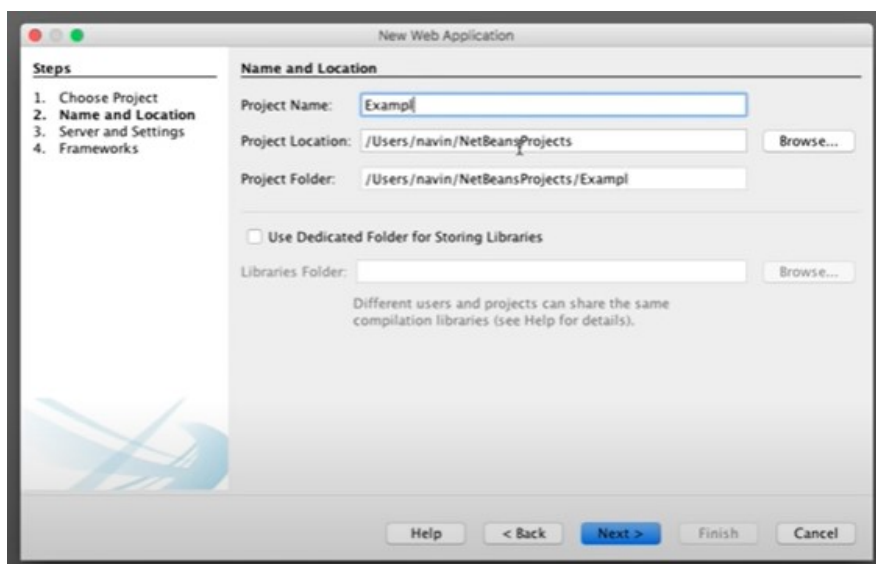 New Web Application
Steps
1. Choose Project
2. Name and Location
3. Server and Settings
4. Frameworks
Name and Location
Project Name: Exampl
Project Location: /Users/navin/NetBeansProjects Browse...
Project Folder: /Users/navin/NetBeansProjects/Exampl
Use Dedicated Folder for Storing Libraries
Libraries Folder: Browse...
Different users and projects can share the same
compilation libraries (see Help for details).
Help < Back Next > Finish Cancel